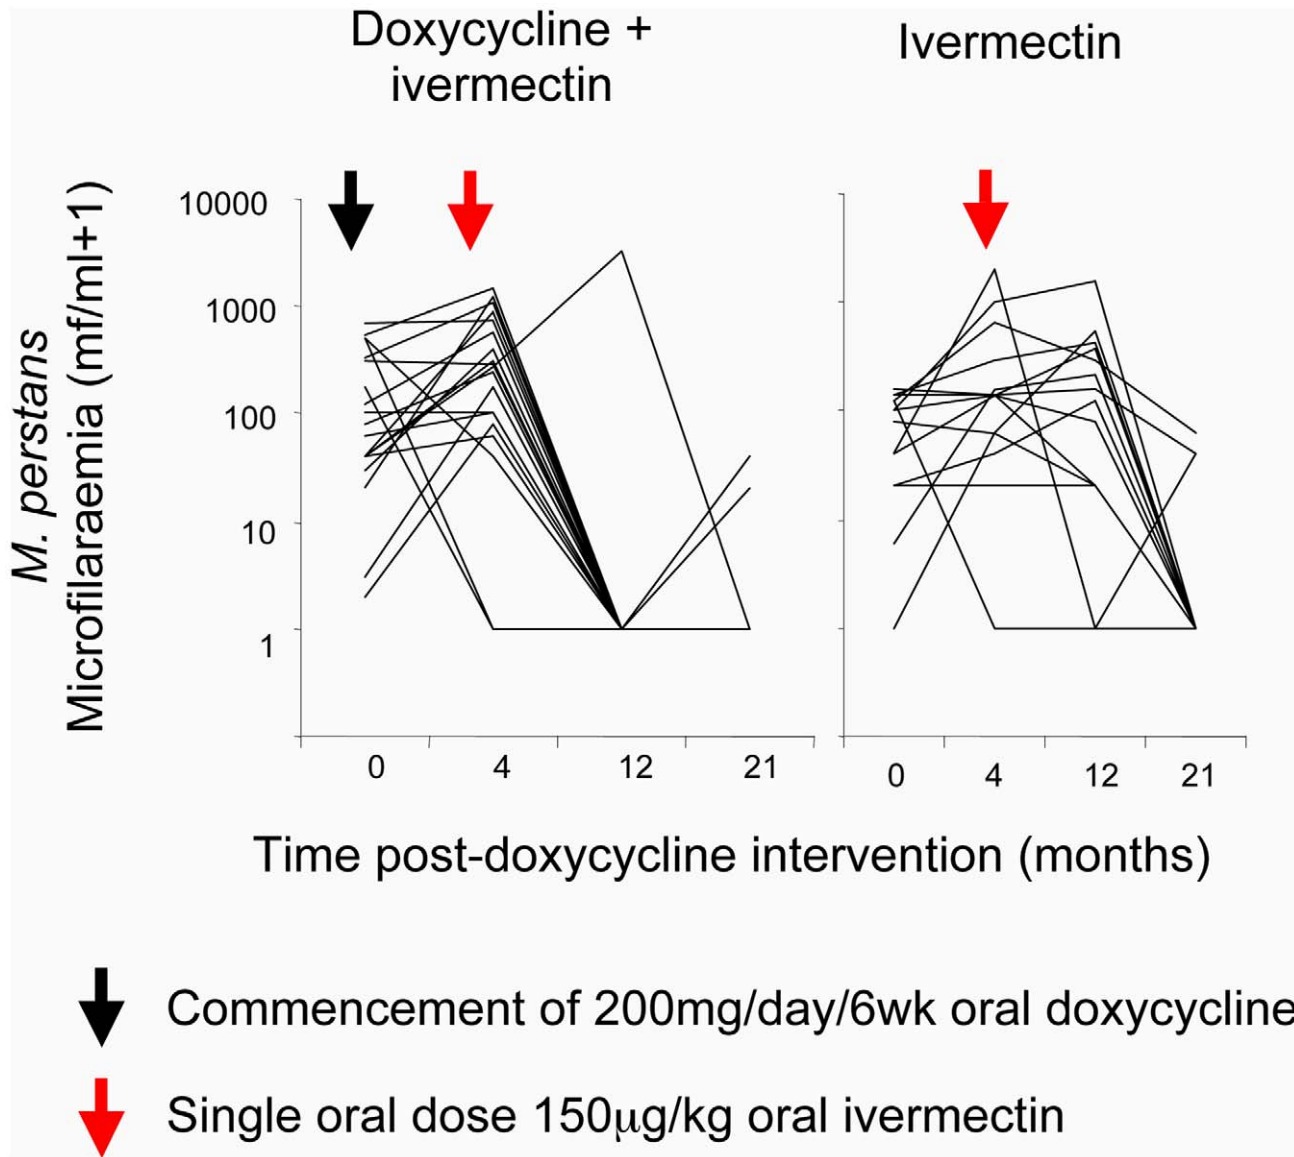 Doxycycline +
ivermectin
Ivermectin
M. perstans
Microfilaraemia (mf/ml+1)
10000
1000
100
10
1
0 4 12 21
0 4 12 21
Time post-doxycycline intervention (months)
Commencement of 200mg/day/6wk oral doxycycline
Single oral dose 150μg/kg oral ivermectin